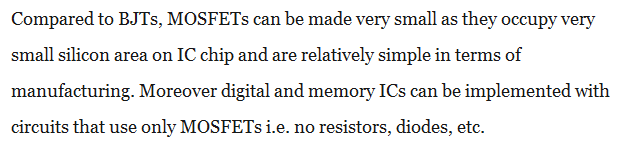 Compared to BJTs, MOSFETs can be made very small as they occupy very
small silicon area on IC chip and are relatively simple in terms of
manufacturing. Moreover digital and memory ICs can be implemented with
circuits that use only MOSFETs i.e. no resistors, diodes, etc.